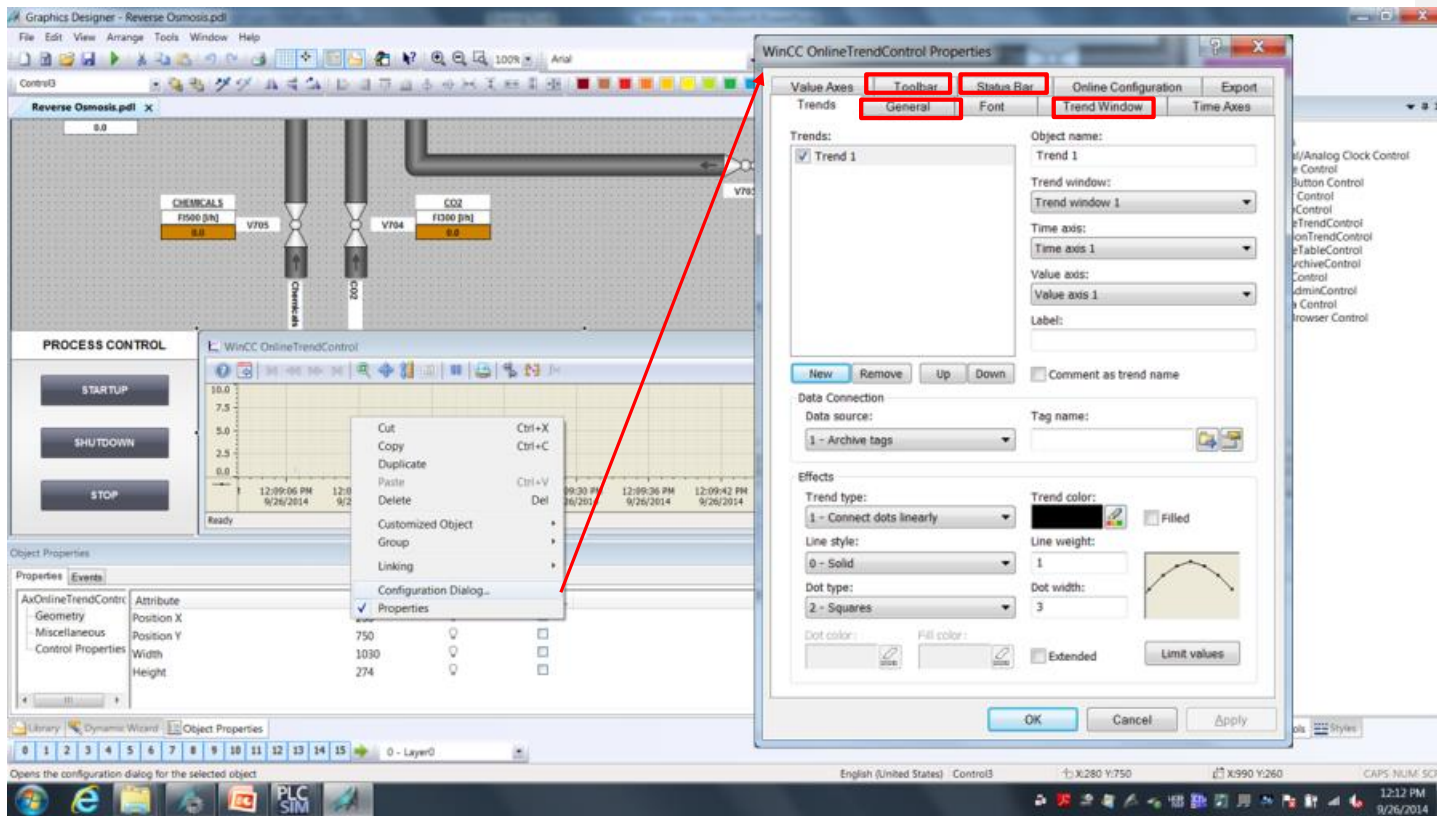 Graphics Designer - Reverse Osmosis.pdl
File Edit View Arrange Tools Window Help
100% Arial
Control3
Reverse Osmosis.pdl X
0.0
CHEMICALS
FI500 [l/h]
0.0
V705
V704
CO2
FI300 [l/h]
0.0
Chemicals
CO2
PROCESS CONTROL
STARTUP
SHUTDOWN
STOP
WinCC OnlineTrendControl
10.0
7.5
5.0
2.5
0.0
12:09:06 PM
9/26/2014
12:09:36 PM
9/26/2014
12:09:42 PM
9/26/2014
Ready
Cut Ctrl+X
Copy Ctrl+C
Duplicate
Paste Ctrl+V
Delete Del
Customized Object
Group
Linking
Configuration Dialog...
Properties
Object Properties
Properties Events
AxOnlineTrendContrc
Geometry
Miscellaneous
Control Properties
Attribute
Position X
Position Y 750
Width 1030
Height 274
Library Dynamic Wizard Object Properties
0 1 2 3 4 5 6 7 8 9 10 11 12 13 14 15 0 - Layer0
Opens the configuration dialog for the selected object
English (United States) Control3 X:280 Y:750 X:990 Y:260 CAPS NUM
WinCC OnlineTrendControl Properties
Value Axes Toolbar Status Bar Online Configuration Export
Trends General Font Trend Window Time Axes
Trends:
Trend 1
Object name:
Trend 1
Trend window:
Trend window 1
Time axis:
Time axis 1
Value axis:
Value axis 1
Label:
New Remove Up Down
Comment as trend name
Data Connection
Data source:
1 - Archive tags
Tag name:
Effects
Trend type:
1 - Connect dots linearly
Trend color:
Filled
Line style:
0 - Solid
Line weight:
1
Dot type:
2 - Squares
Dot width:
3
Dot color: Fill color:
Extended
Limit values
OK Cancel Apply
al/Analog Clock Control
e Control
Button Control
Control
eControl
eTrendControl
ionTrendControl
eTableControl
rchiveControl
Control
dminControl
a Control
Browser Control
ols Styles
PLC
SIM
12:12 PM
9/26/2014